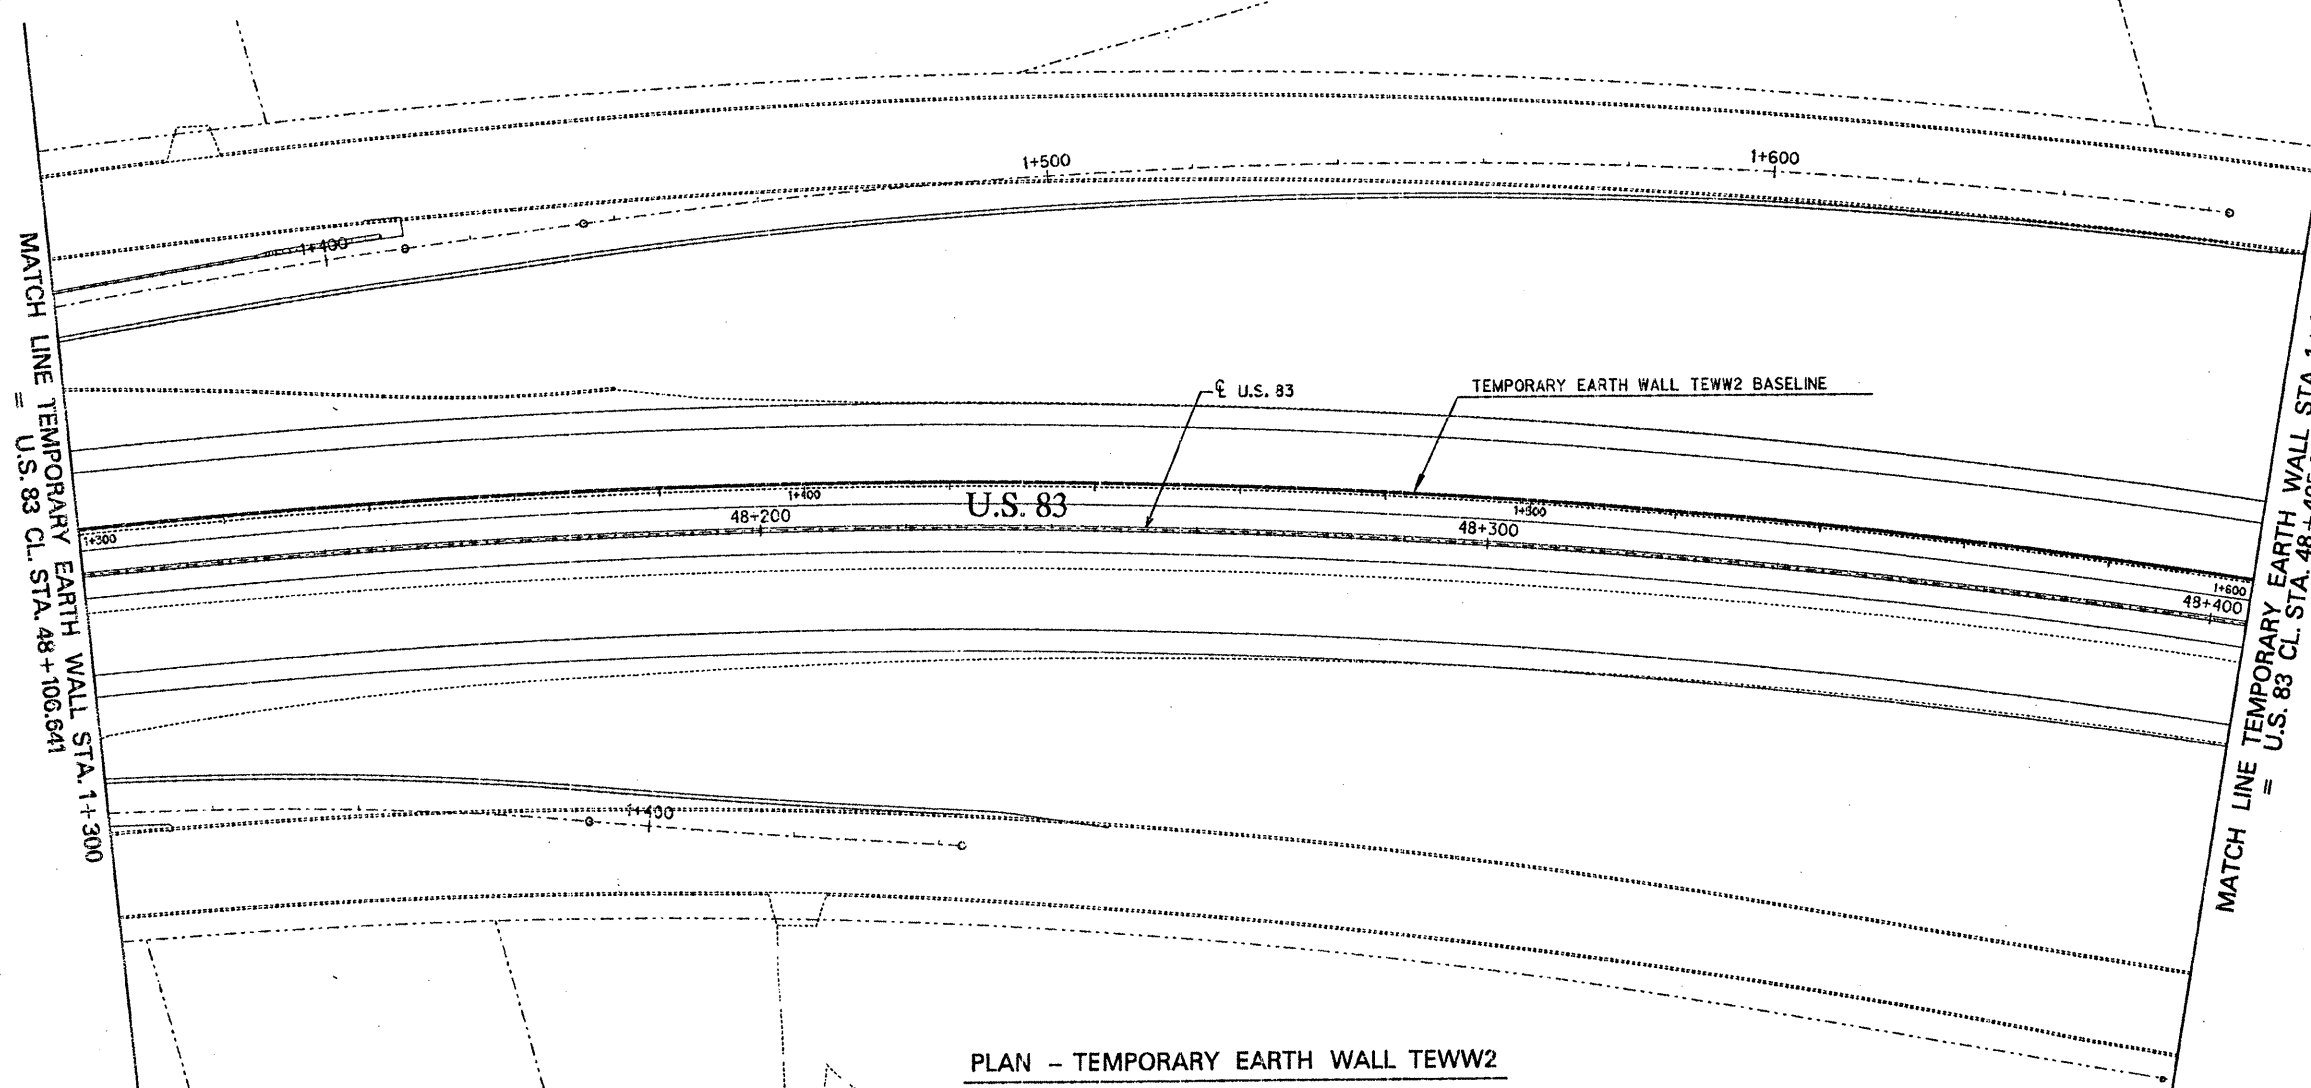 1+500
1+600
1+400
MATCH LINE TEMPORARY EARTH WALL STA. 1+300
= U.S. 83 CL. STA. 48+106.641
℄ U.S. 83
TEMPORARY EARTH WALL TEWW2 BASELINE
1+300
1+400
48+200
U.S. 83
1+500
48+300
1+600
48+400
MATCH LINE TEMPORARY EARTH WALL STA.
= U.S. 83 CL. STA.
1+400
PLAN - TEMPORARY EARTH WALL TEWW2